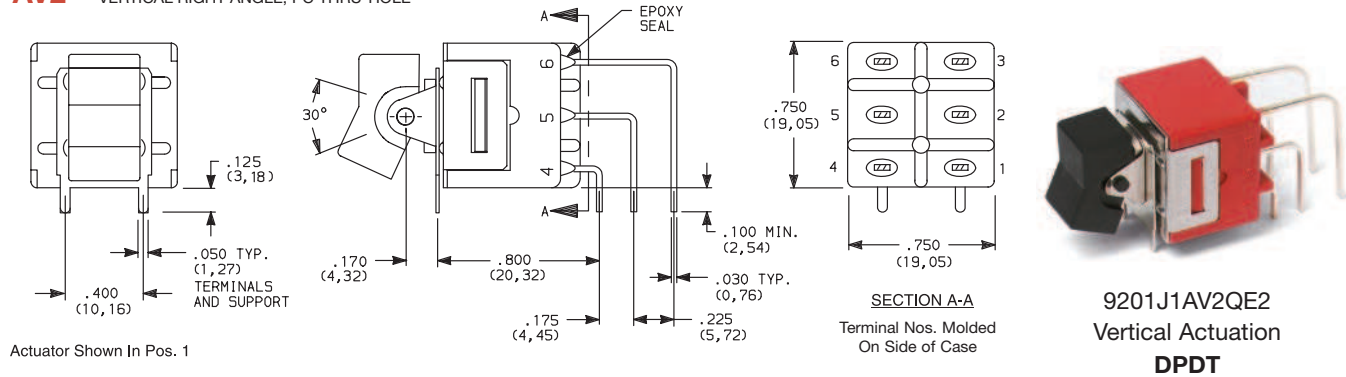 AV2 VERTICAL RIGHT ANGLE, PC THRU-HOLE
A
EPOXY
SEAL
30°
6
5
4
A
.125
(3,18)
.050 TYP.
(1,27)
TERMINALS
AND SUPPORT
.400
(10,16)
.170
(4,32)
.800
(20,32)
.100 MIN.
(2,54)
.030 TYP.
(0,76)
.175
(4,45)
.225
(5,72)
6 3
.750
(19,05)
5 2
4 1
.750
(19,05)
SECTION A-A
Terminal Nos. Molded
On Side of Case
Actuator Shown In Pos. 1
9201J1AV2QE2
Vertical Actuation
DPDT